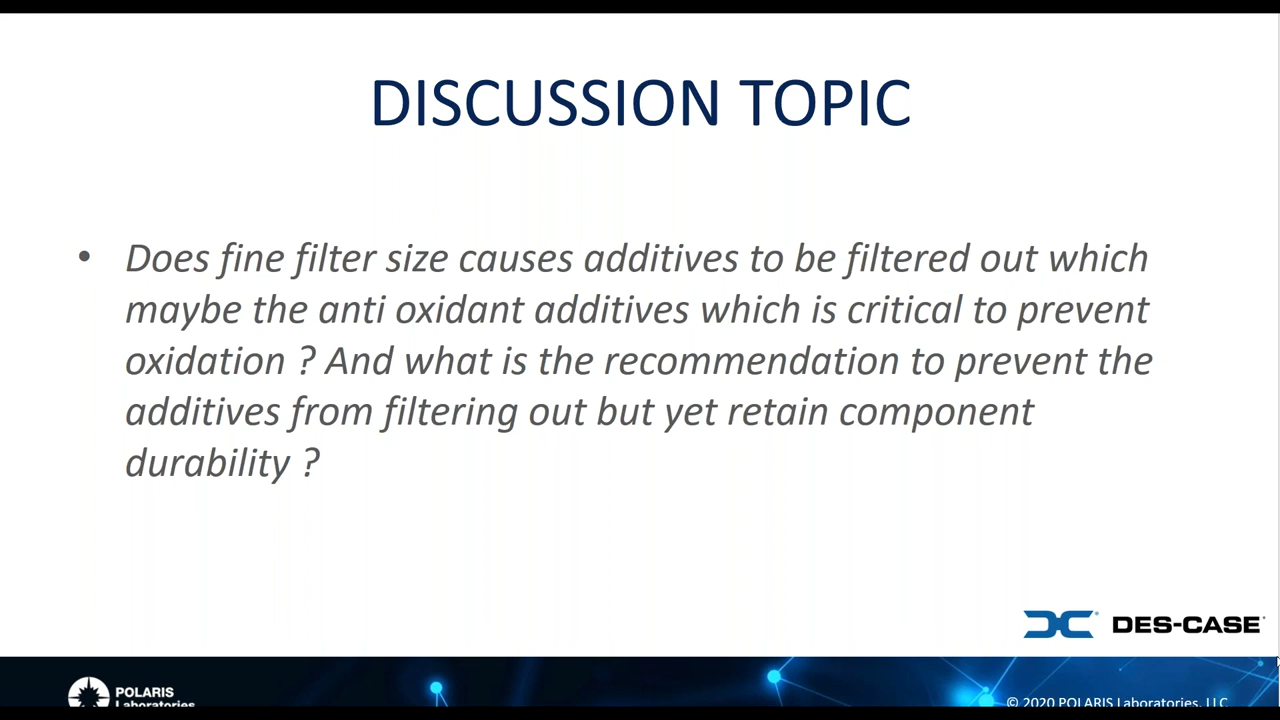 DISCUSSION TOPIC
• Does fine filter size causes additives to be filtered out which
maybe the anti oxidant additives which is critical to prevent
oxidation ? And what is the recommendation to prevent the
additives from filtering out but yet retain component
durability ?
DES-CASE
POLARIS
Laboratories
© 2020 POLARIS Laboratories, LLC